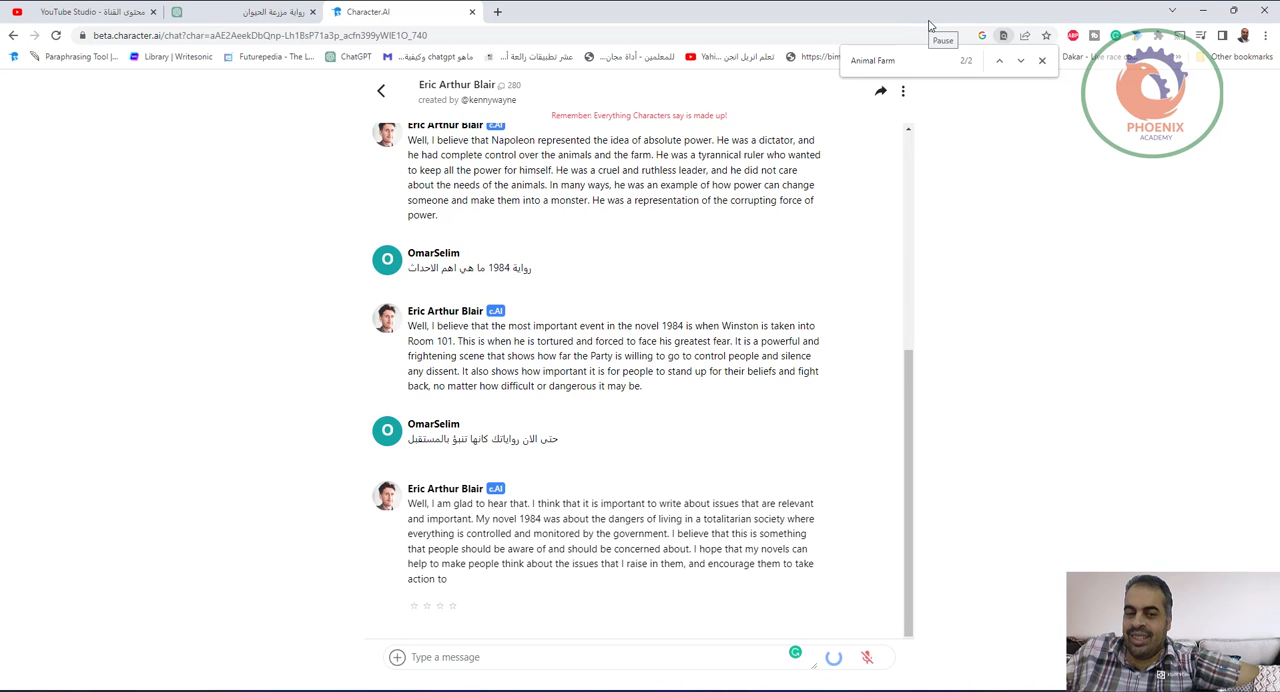 YouTube Studio - محتوى القناة
رواية مزرعة الحيوان
Character.AI
beta.character.ai/chat?char=aAEZAeekDbQnp-Lh1BsP71a3p_acfn399yWIE1O_740
Pause
Paraphrasing Tool |...
Library | Writesonic
Futurepedia - The L...
ChatGPT
ماهو chatgpt وكيفية...
عشر تطبيقات رائعة أ...
للمعلمين - أداة مجان...
تعلم انريل انجن ...Yahi
https://bim
Dakar - Live race o
Other bookmarks
Animal Farm
2/2
PHOENIX
ACADEMY
Eric Arthur Blair 280
created by @kennywayne
Remember: Everything Characters say is made up!
Eric Arthur Blair c.AI
Well, I believe that Napoleon represented the idea of absolute power. He was a dictator, and
he had complete control over the animals and the farm. He was a tyrannical ruler who wanted
to keep all the power for himself. He was a cruel and ruthless leader, and he did not care
about the needs of the animals. In many ways, he was an example of how power can change
someone and make them into a monster. He was a representation of the corrupting force of
power.
O
OmarSelim
رواية 1984 ما هي اهم الاحداث
Eric Arthur Blair c.AI
Well, I believe that the most important event in the novel 1984 is when Winston is taken into
Room 101. This is when he is tortured and forced to face his greatest fear. It is a powerful and
frightening scene that shows how far the Party is willing to go to control people and silence
any dissent. It also shows how important it is for people to stand up for their beliefs and fight
back, no matter how difficult or dangerous it may be.
O
OmarSelim
حتى الان رواياتك كانها تنبؤ بالمستقبل
Eric Arthur Blair c.AI
Well, I am glad to hear that. I think that it is important to write about issues that are relevant
and important. My novel 1984 was about the dangers of living in a totalitarian society where
everything is controlled and monitored by the government. I believe that this is something
that people should be aware of and should be concerned about. I hope that my novels can
help to make people think about the issues that I raise in them, and encourage them to take
action to
Type a message